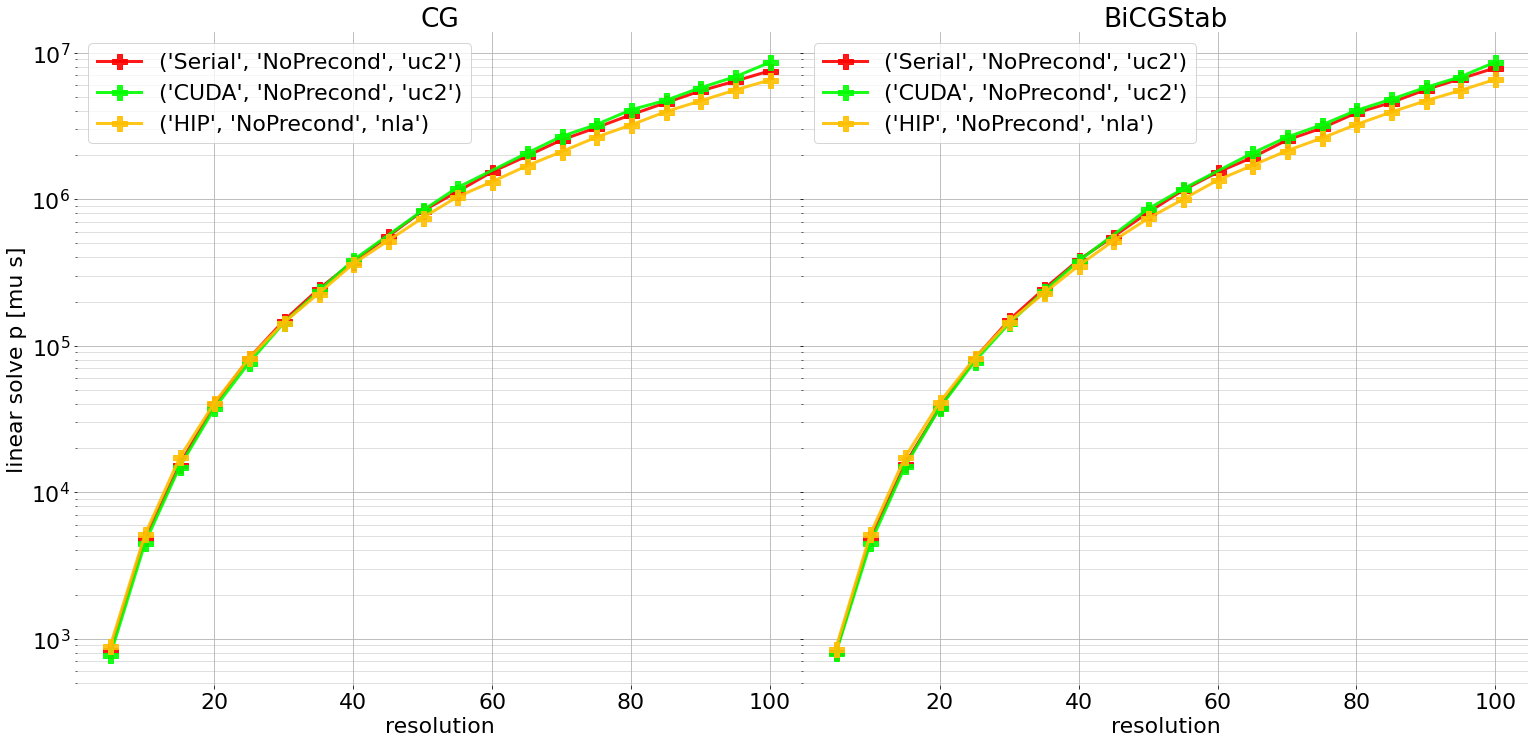 CG
BiCGStab
('Serial', 'NoPrecond', 'uc2')
('CUDA', 'NoPrecond', 'uc2')
('HIP', 'NoPrecond', 'nla')
('Serial', 'NoPrecond', 'uc2')
('CUDA', 'NoPrecond', 'uc2')
('HIP', 'NoPrecond', 'nla')
linear solve p [mu s]
10⁷
10⁶
10⁵
10⁴
10³
20 40 60 80 100
20 40 60 80 100
resolution
resolution